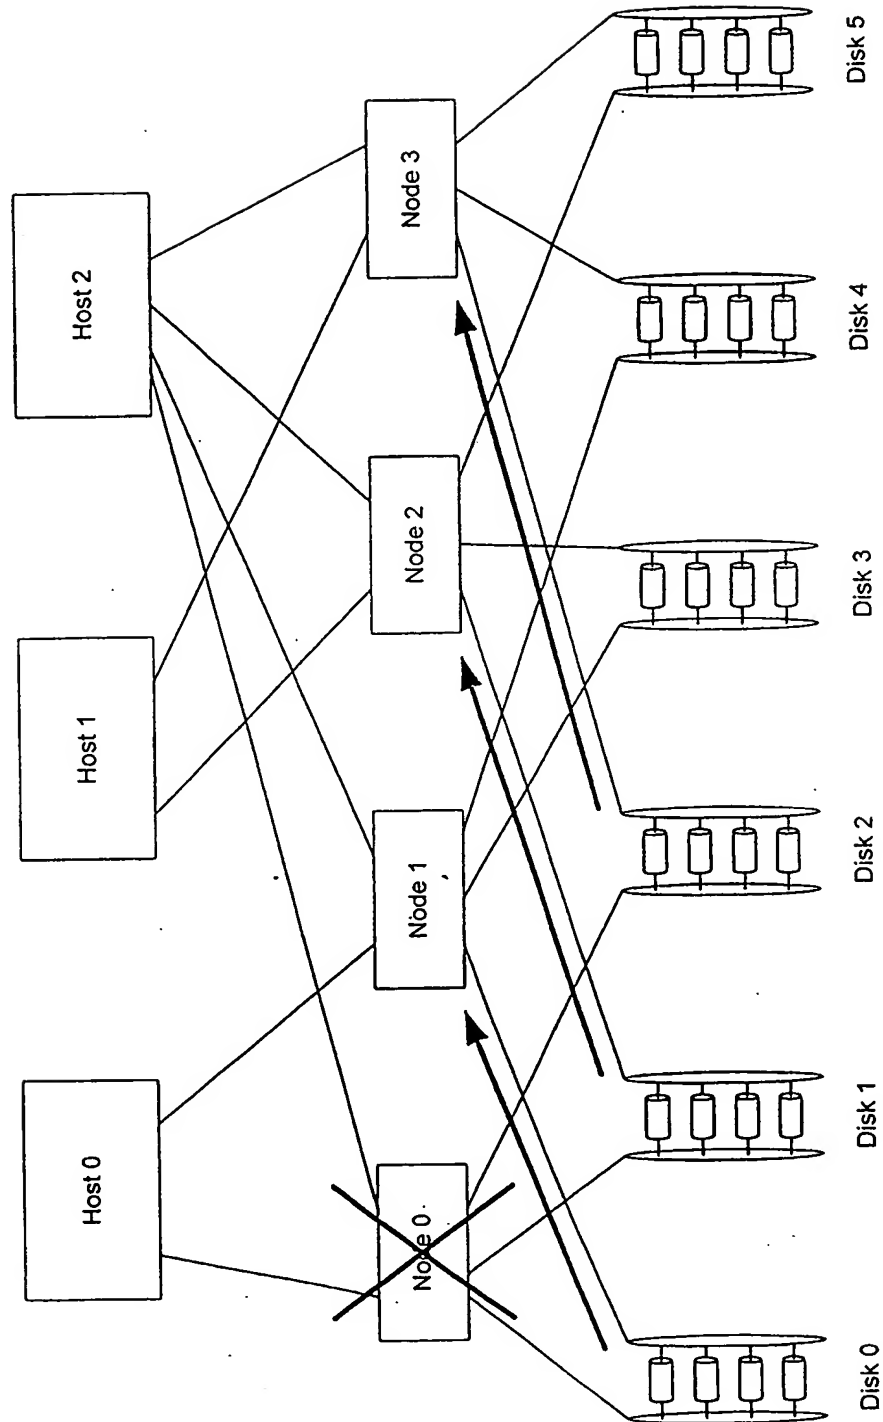 Host 0
Host 1
Host 2
Node 0
Node 1
Node 2
Node 3
Disk 0
Disk 1
Disk 2
Disk 3
Disk 4
Disk 5